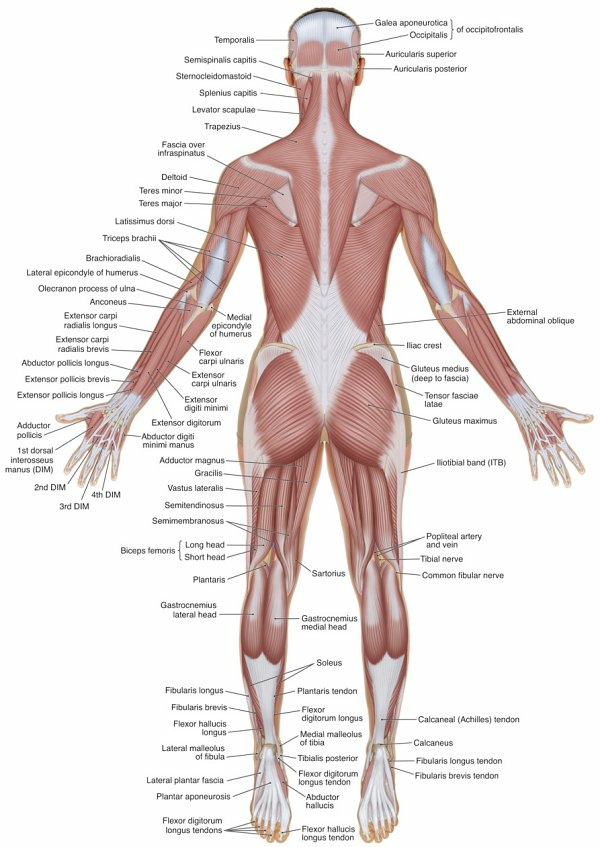 Galea aponeurotica
Occipitalis
of occipitofrontalis
Temporalis
Auricularis superior
Semispinalis capitis
Auricularis posterior
Sternocleidomastoid
Splenius capitis
Levator scapulae
Trapezius
Fascia over
infraspinatus
Deltoid
Teres minor
Teres major
Latissimus dorsi
Triceps brachii
Brachioradialis
Lateral epicondyle of humerus
Olecranon process of ulna
Anconeus
Extensor carpi
radialis longus
Extensor carpi
radialis brevis
Abductor pollicis longus
Extensor pollicis brevis
Extensor pollicis longus
Adductor
pollicis
1st dorsal
interosseus
manus (DIM)
2nd DIM
3rd DIM
4th DIM
Medial
epicondyle
of humerus
Flexor
carpi ulnaris
Extensor
carpi ulnaris
Extensor
digiti minimi
Extensor digitorum
Abductor digiti
minimi manus
External
abdominal oblique
Iliac crest
Gluteus medius
(deep to fascia)
Tensor fasciae
latae
Gluteus maximus
Iliotibial band (ITB)
Adductor magnus
Gracilis
Vastus lateralis
Semitendinosus
Semimembranosus
Biceps femoris
Long head
Short head
Plantaris
Sartorius
Popliteal artery
and vein
Tibial nerve
Common fibular nerve
Gastrocnemius
lateral head
Gastrocnemius
medial head
Soleus
Fibularis longus
Plantaris tendon
Fibularis brevis
Flexor
digitorum longus
Flexor hallucis
longus
Medial malleolus
of tibia
Lateral malleolus
of fibula
Tibialis posterior
Lateral plantar fascia
Flexor digitorum
longus tendon
Plantar aponeurosis
Abductor
hallucis
Flexor digitorum
longus tendons
Flexor hallucis
longus tendon
Calcaneal (Achilles) tendon
Calcaneus
Fibularis longus tendon
Fibularis brevis tendon